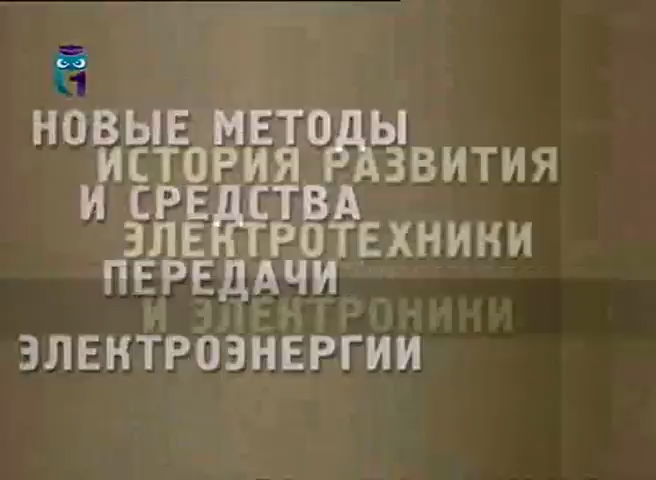 НОВЫЕ МЕТОДЫ
ИСТОРИЯ РАЗВИТИЯ
И СРЕДСТВА
ЭЛЕКТРОТЕХНИКИ
ПЕРЕДАЧИ
И ЭЛЕКТРОНИКИ
ЭЛЕКТРОЭНЕРГИИ